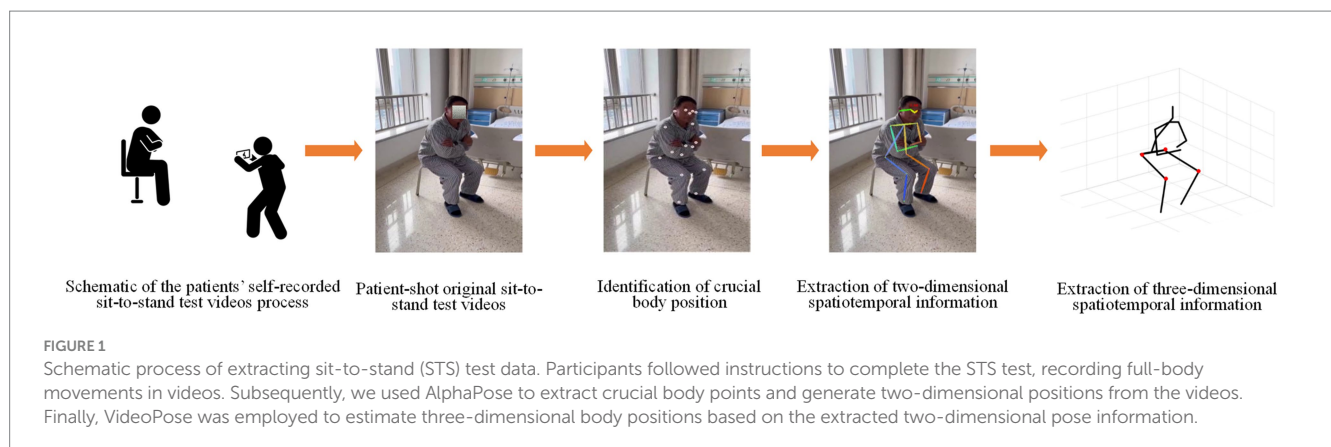 Schematic of the patients’ self-recorded
sit-to-stand test videos process
Patient-shot original sit-to-
stand test videos
Identification of crucial
body position
Extraction of two-dimensional
spatiotemporal information
Extraction of three-dimensional
spatiotemporal information
FIGURE 1
Schematic process of extracting sit-to-stand (STS) test data. Participants followed instructions to complete the STS test, recording full-body
movements in videos. Subsequently, we used AlphaPose to extract crucial body points and generate two-dimensional positions from the videos.
Finally, VideoPose was employed to estimate three-dimensional body positions based on the extracted two-dimensional pose information.